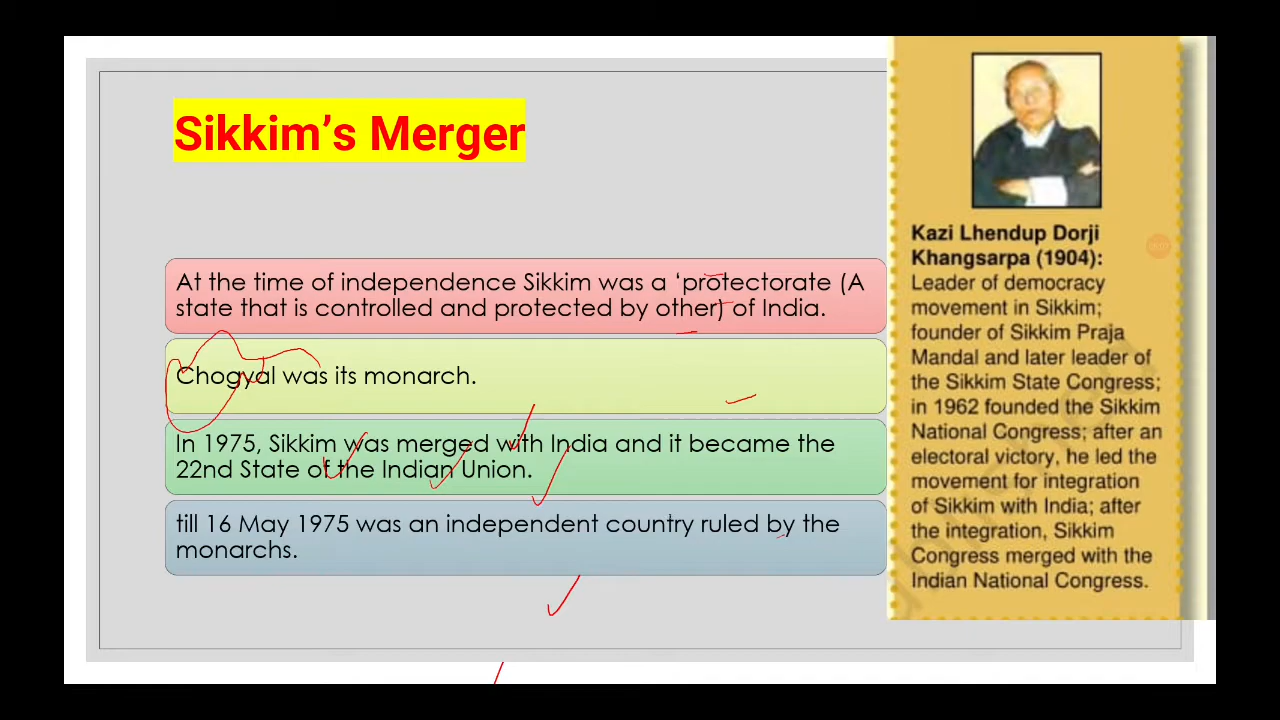 Sikkim’s Merger
At the time of independence Sikkim was a ‘protectorate (A
state that is controlled and protected by other) of India.
Chogyal was its monarch.
In 1975, Sikkim was merged with India and it became the
22nd State of the Indian Union.
till 16 May 1975 was an independent country ruled by the
monarchs.
Kazi Lhendup Dorji
Khangsarpa (1904):
Leader of democracy
movement in Sikkim;
founder of Sikkim Praja
Mandal and later leader of
the Sikkim State Congress;
in 1962 founded the Sikkim
National Congress; after an
electoral victory, he led the
movement for integration
of Sikkim with India; after
the integration, Sikkim
Congress merged with the
Indian National Congress.